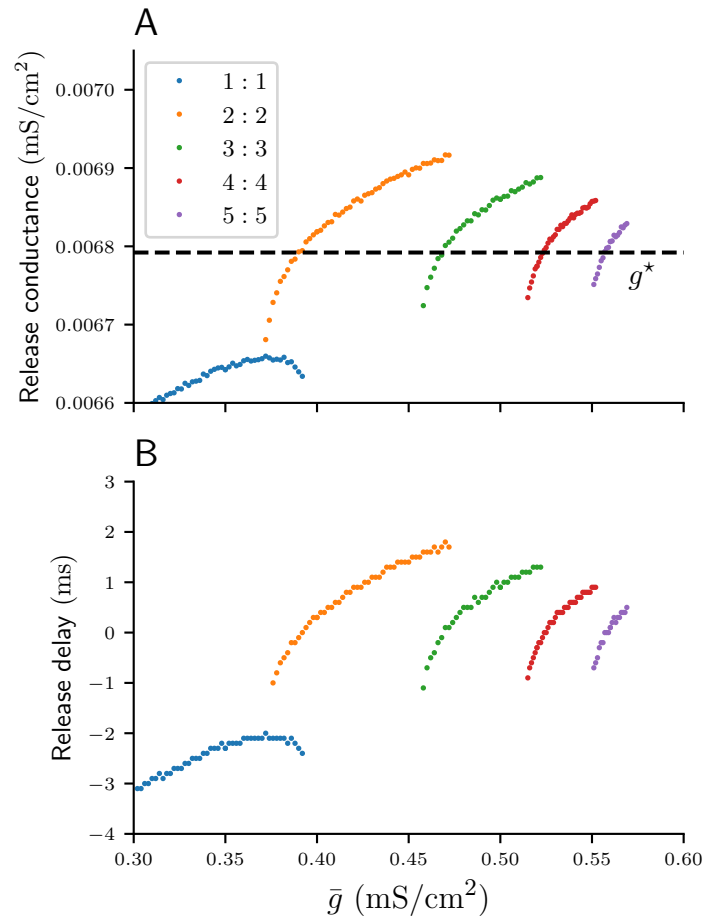 A
Release conductance (mS/cm²)
0.0070
0.0069
0.0068
0.0067
0.0066
1 : 1
2 : 2
3 : 3
4 : 4
5 : 5
g⋆
B
Release delay (ms)
3
2
1
0
−1
−2
−3
−4
0.30 0.35 0.40 0.45 0.50 0.55 0.60
ḡ (mS/cm²)